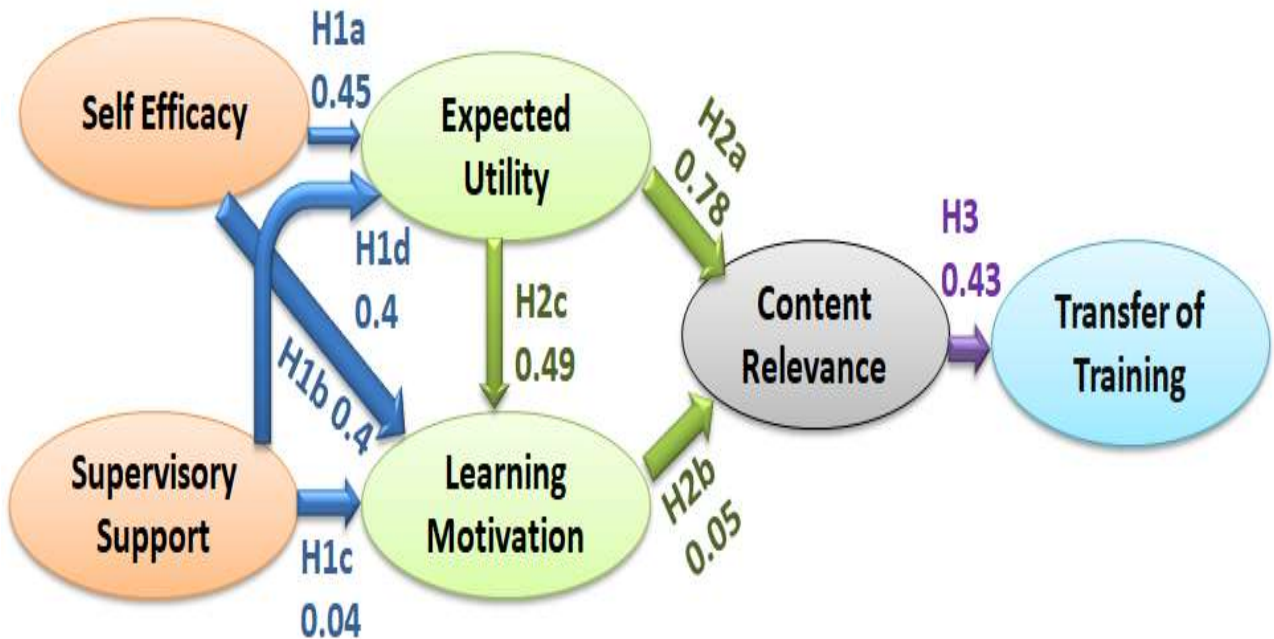 H1a
0.45
Self Efficacy
Expected
Utility
H2a
0.78
H1d
0.4
H2c
0.49
H1b 0.4
Content
Relevance
H3
0.43
Transfer of
Training
Supervisory
Support
H1c
0.04
Learning
Motivation
H2b
0.05